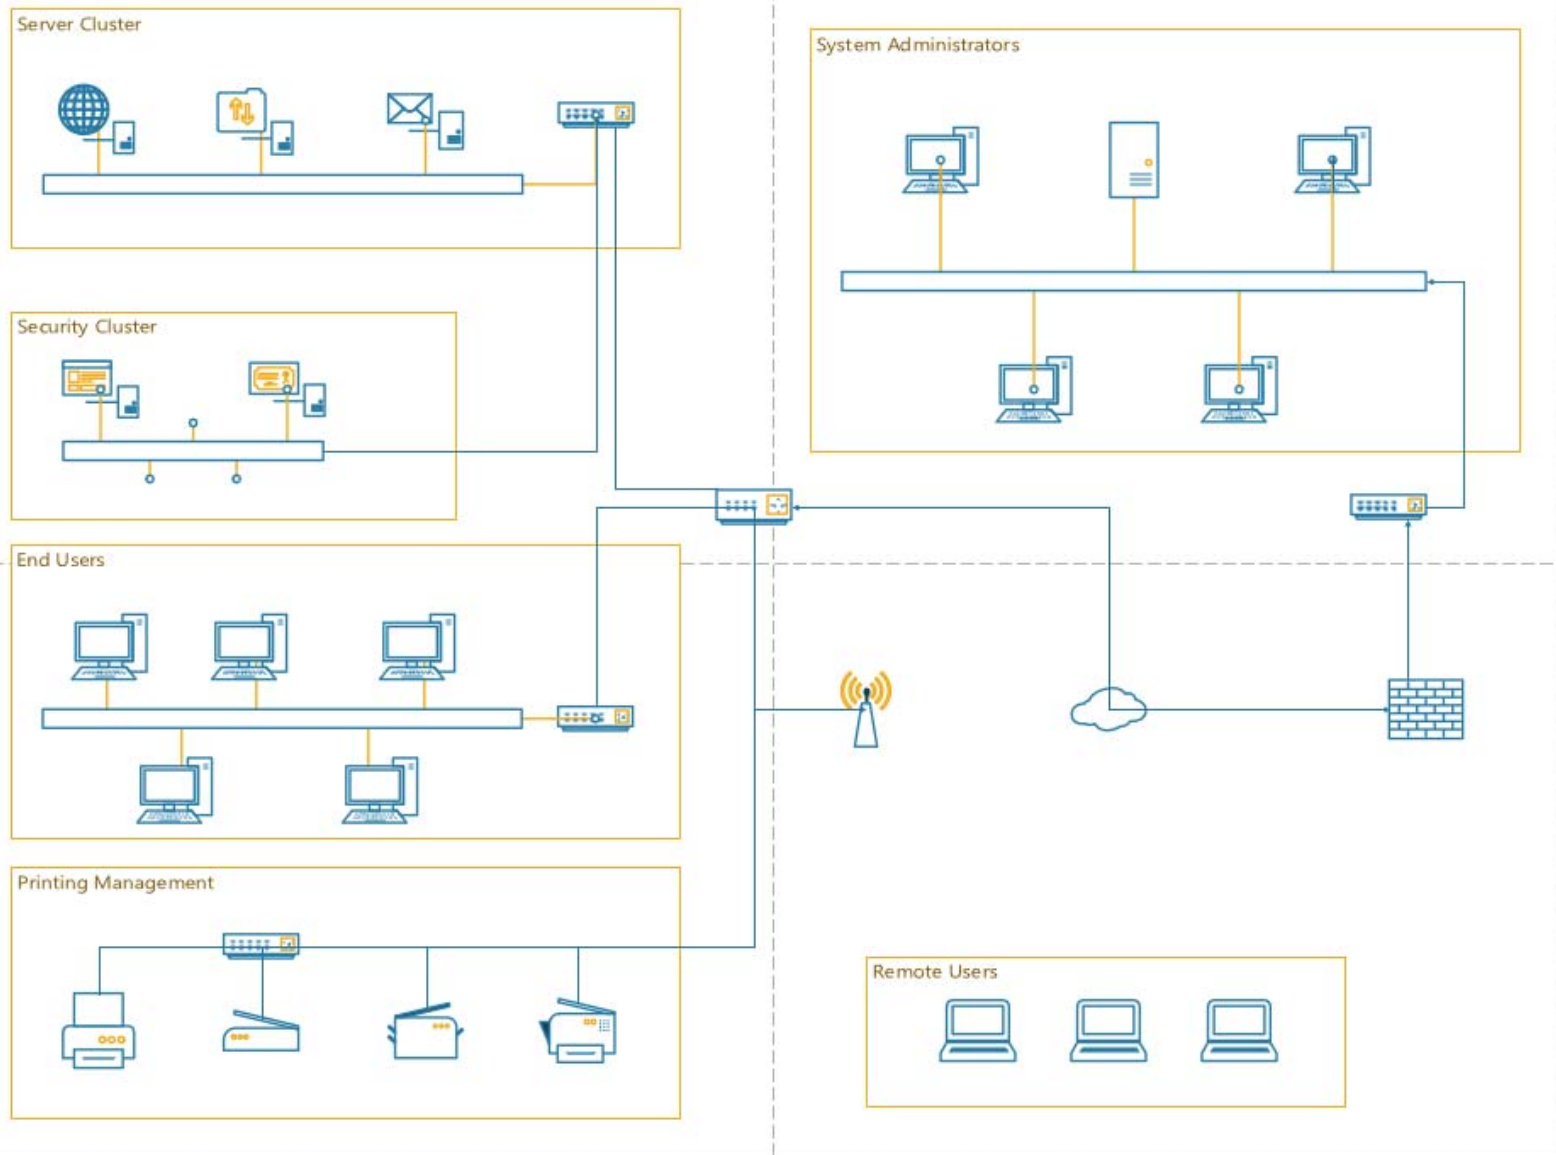 Server Cluster
System Administrators
Security Cluster
End Users
Printing Management
Remote Users